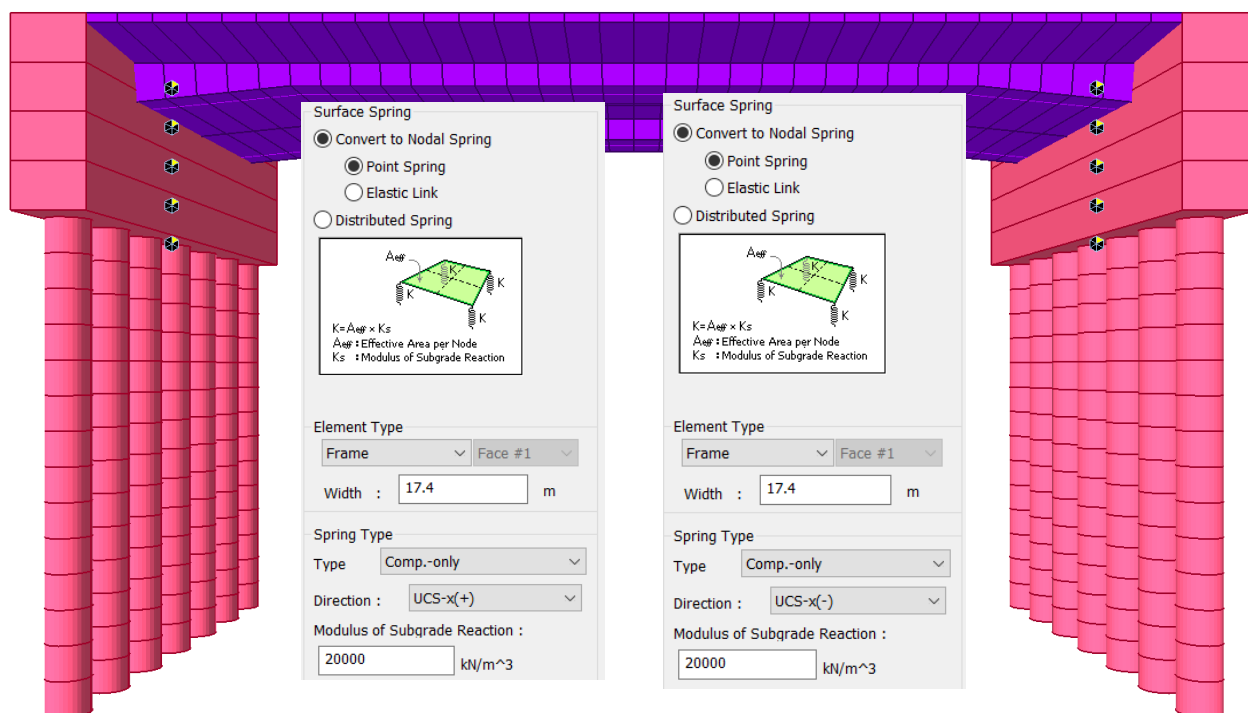 Surface Spring
Convert to Nodal Spring
Point Spring
Elastic Link
Distributed Spring
Aeff
K
K
K
K
K=Aeff × Ks
Aeff : Effective Area per Node
Ks : Modulus of Subgrade Reaction
Element Type
Frame Face #1
Width : 17.4 m
Spring Type
Type Comp.-only
Direction : UCS-x(+)
Modulus of Subgrade Reaction :
20000 kN/m^3
Surface Spring
Convert to Nodal Spring
Point Spring
Elastic Link
Distributed Spring
Aeff
K
K
K
K
K=Aeff × Ks
Aeff : Effective Area per Node
Ks : Modulus of Subgrade Reaction
Element Type
Frame Face #1
Width : 17.4 m
Spring Type
Type Comp.-only
Direction : UCS-x(-)
Modulus of Subgrade Reaction :
20000 kN/m^3